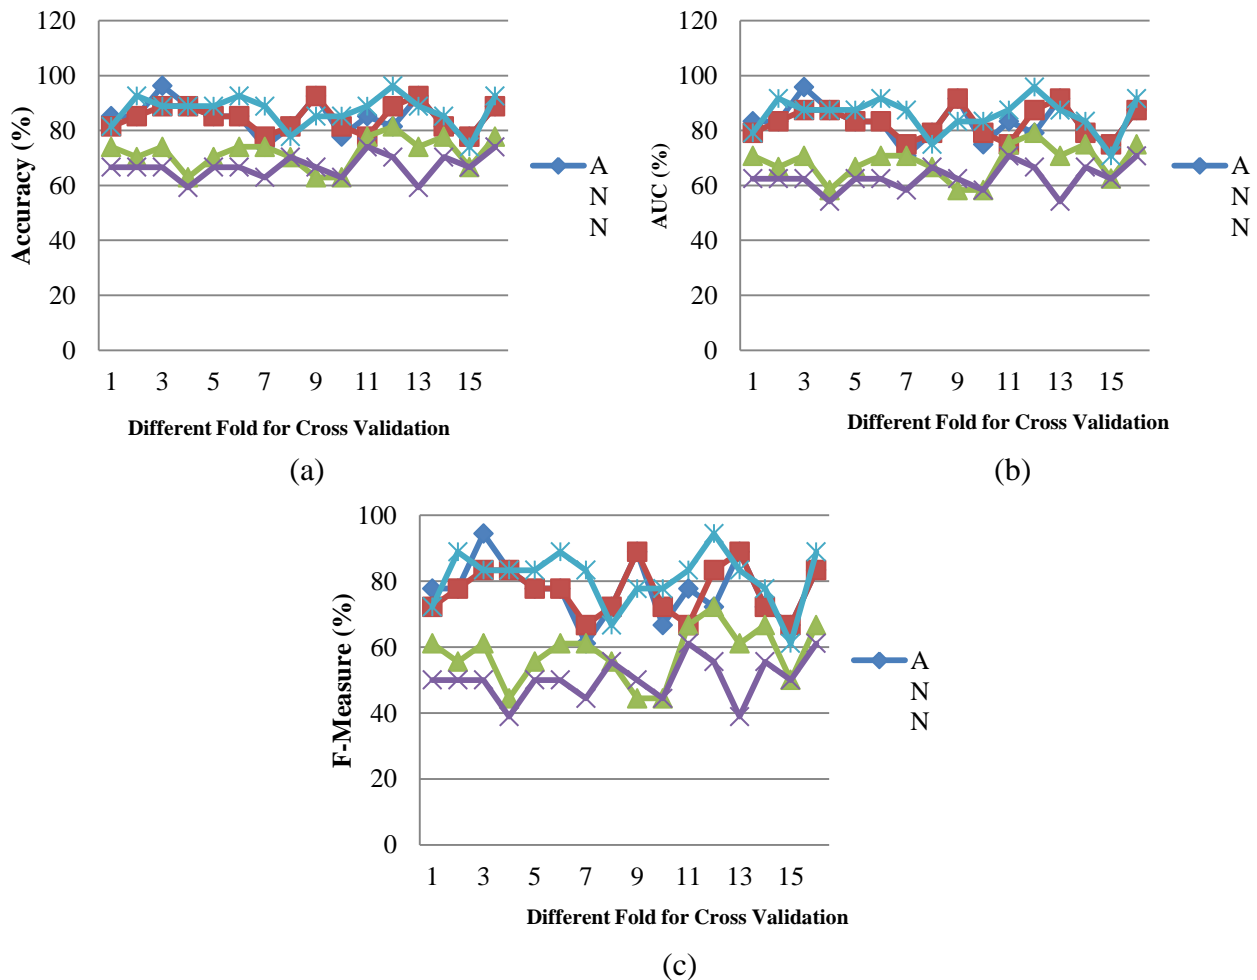 120
100
80
60
40
20
0
Accuracy (%)
1 3 5 7 9 11 13 15
Different Fold for Cross Validation
A
N
N
(a)
120
100
80
60
40
20
0
AUC (%)
1 3 5 7 9 11 13 15
Different Fold for Cross Validation
A
N
N
(b)
100
80
60
40
20
0
F-Measure (%)
1 3 5 7 9 11 13 15
Different Fold for Cross Validation
A
N
N
(c)